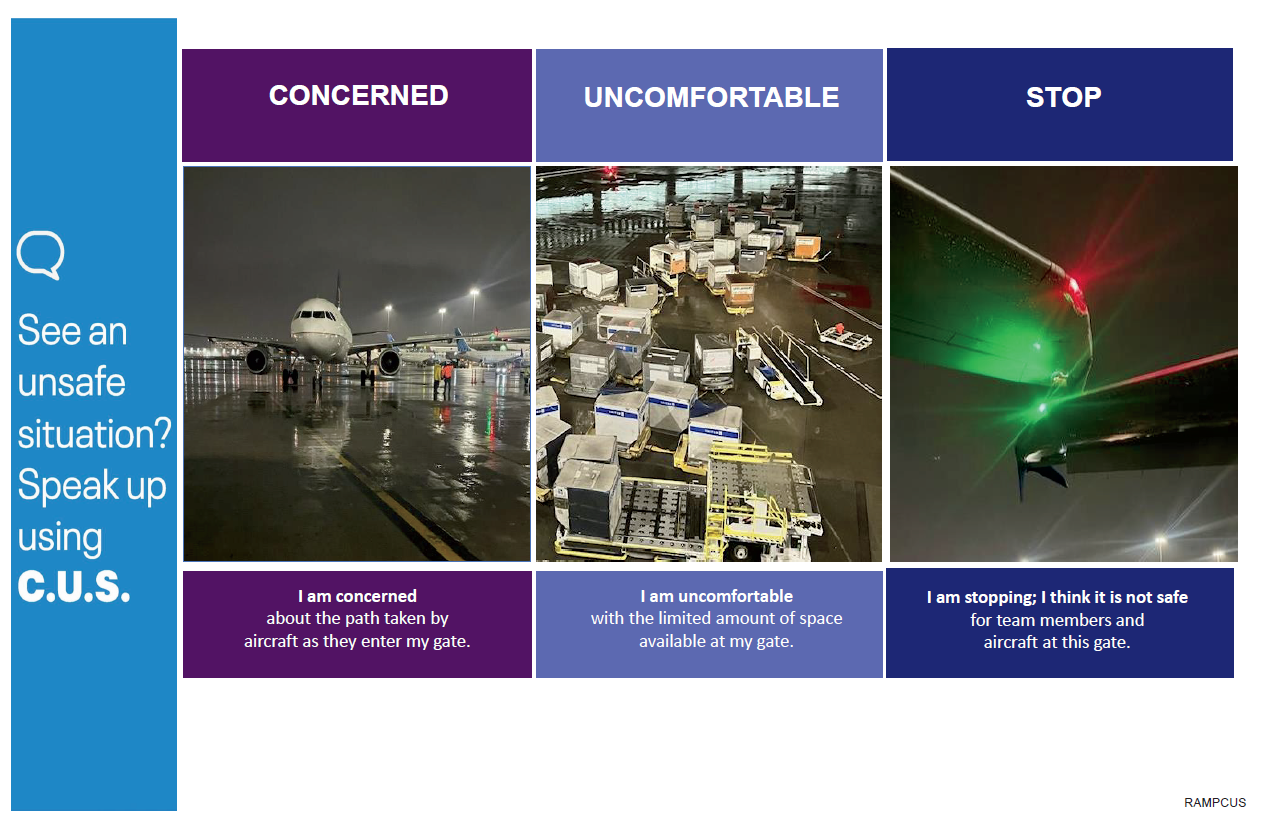 See an
unsafe
situation?
Speak up
using
C.U.S.
CONCERNED
UNCOMFORTABLE
STOP
I am concerned
about the path taken by
aircraft as they enter my gate.
I am uncomfortable
with the limited amount of space
available at my gate.
I am stopping; I think it is not safe
for team members and
aircraft at this gate.
RAMPCUS